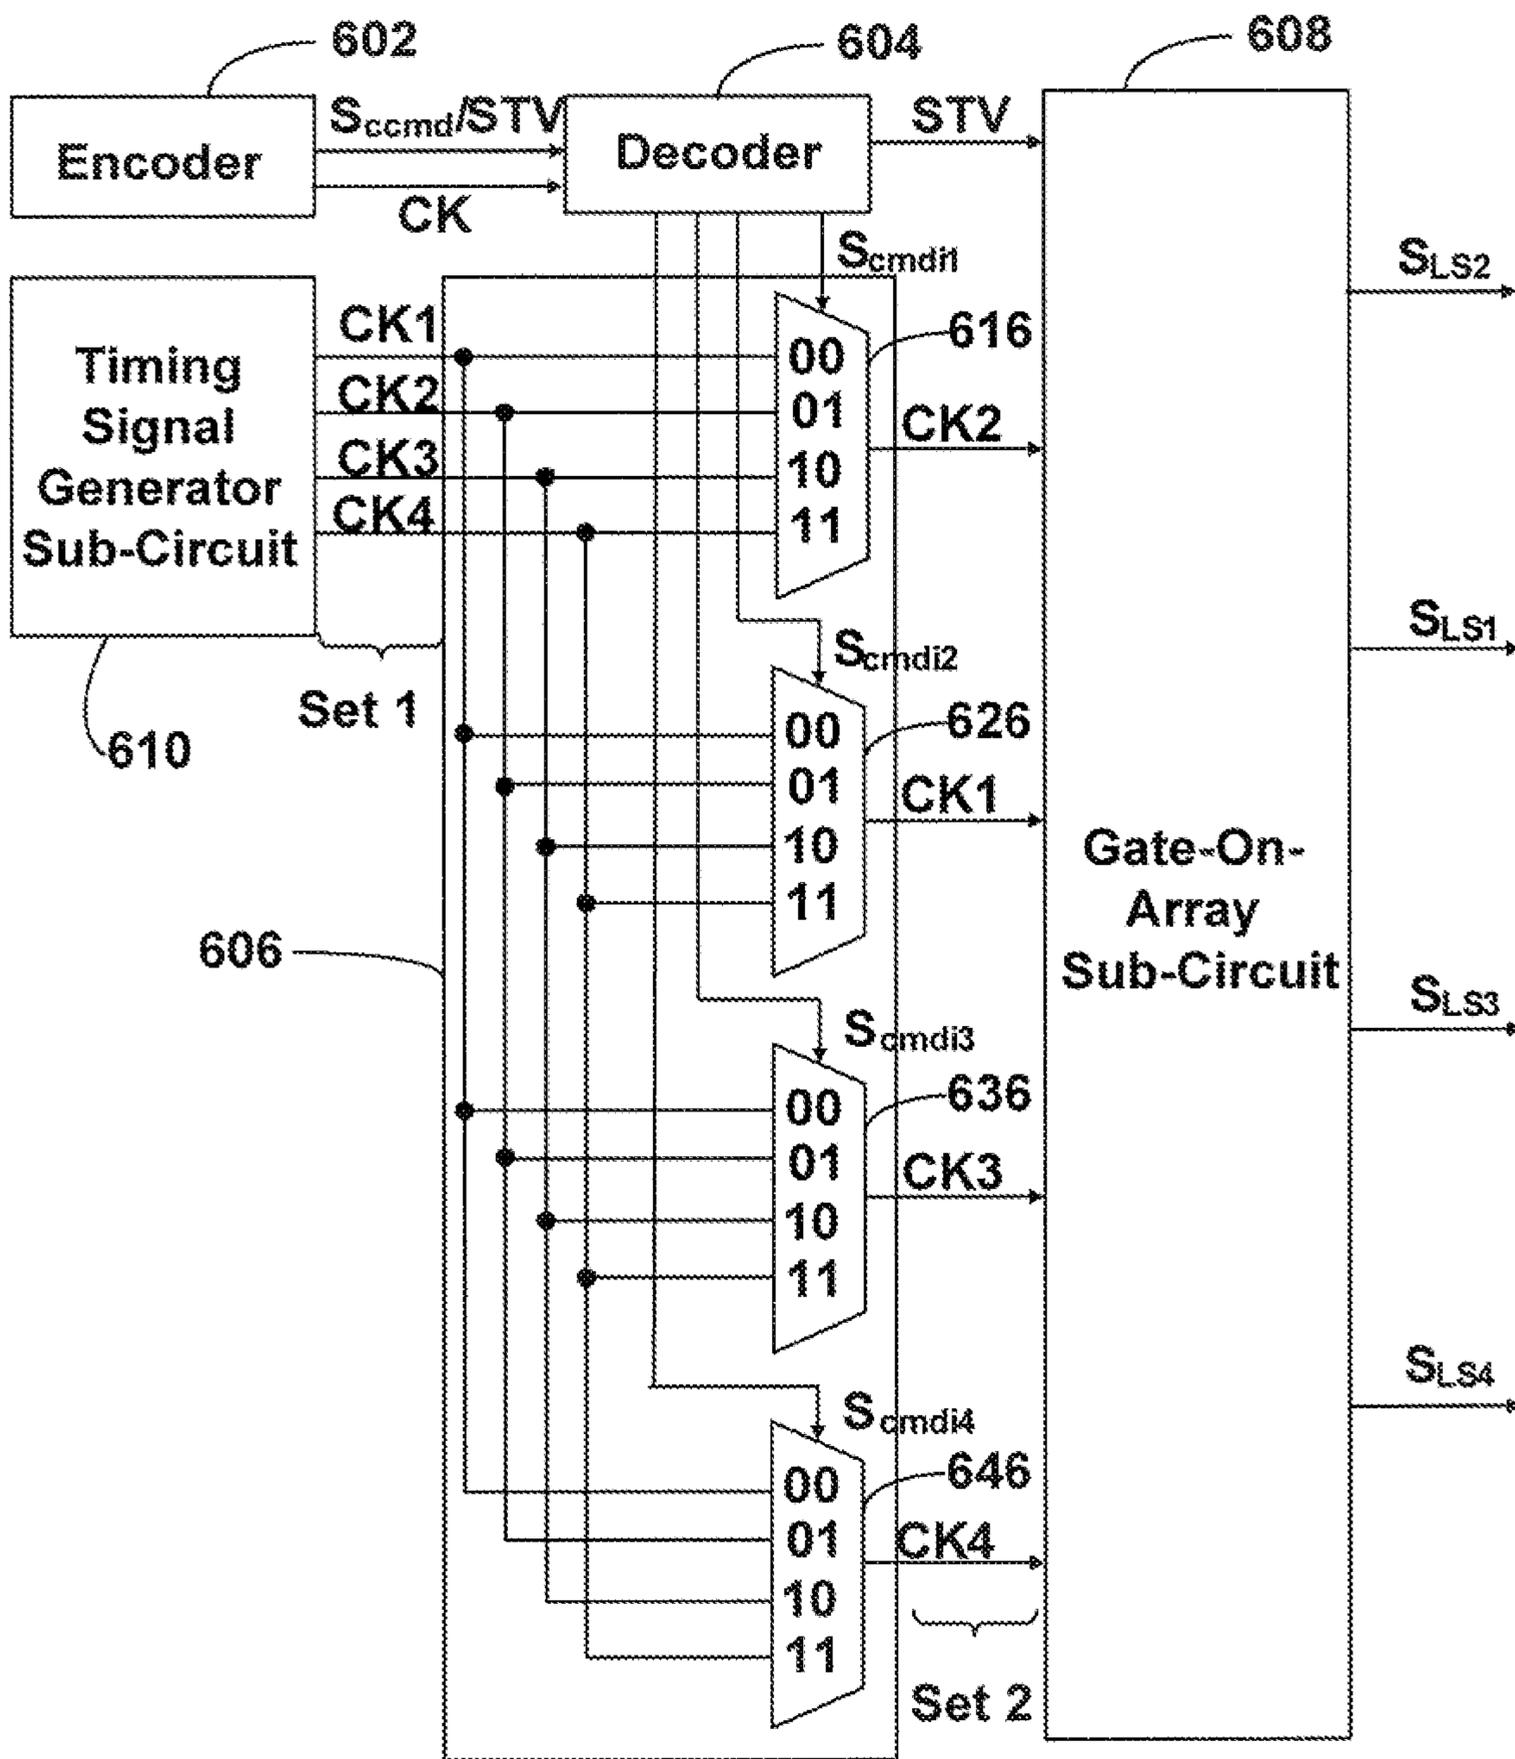 602
604
608
Encoder
Sccmd/STV
CK
Decoder
STV
Scmdi1
SLS2
Timing
Signal
Generator
Sub-Circuit
CK1
CK2
CK3
CK4
00
01
10
11
616
CK2
Set 1
610
Scmdi2
SLS1
00
01
10
11
626
CK1
Gate-On-
Array
Sub-Circuit
606
Scmdi3
SLS3
00
01
10
11
636
CK3
Scmdi4
SLS4
00
01
10
11
646
CK4
Set 2